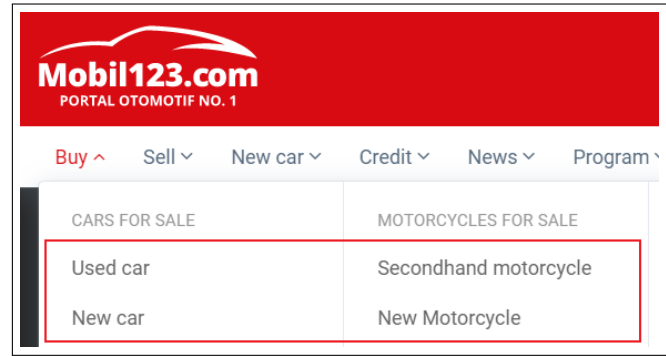 Mobil123.com
PORTAL OTOMOTIF NO. 1
Buy Sell New car Credit News Program
CARS FOR SALE
Used car
New car
MOTORCYCLES FOR SALE
Secondhand motorcycle
New Motorcycle